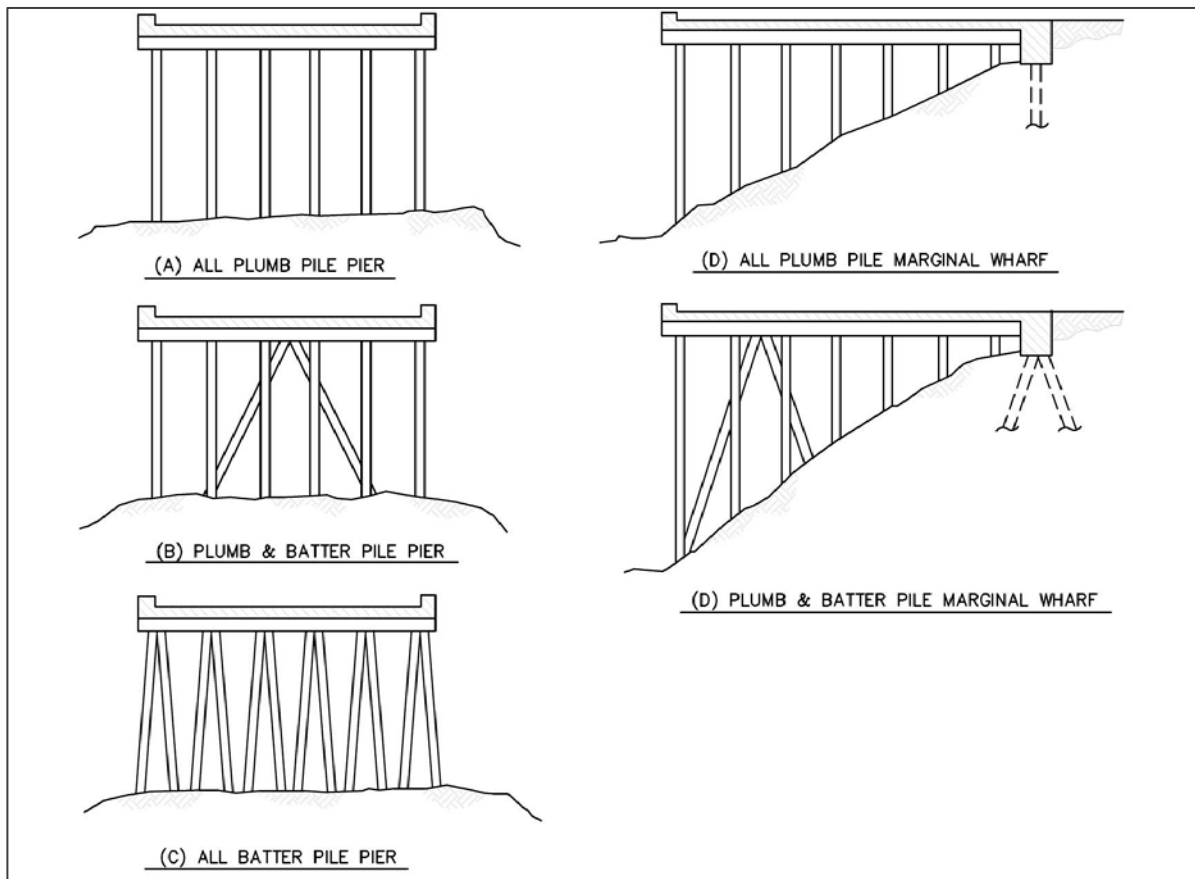 (A) ALL PLUMB PILE PIER
(B) PLUMB & BATTER PILE PIER
(C) ALL BATTER PILE PIER
(D) ALL PLUMB PILE MARGINAL WHARF
(D) PLUMB & BATTER PILE MARGINAL WHARF